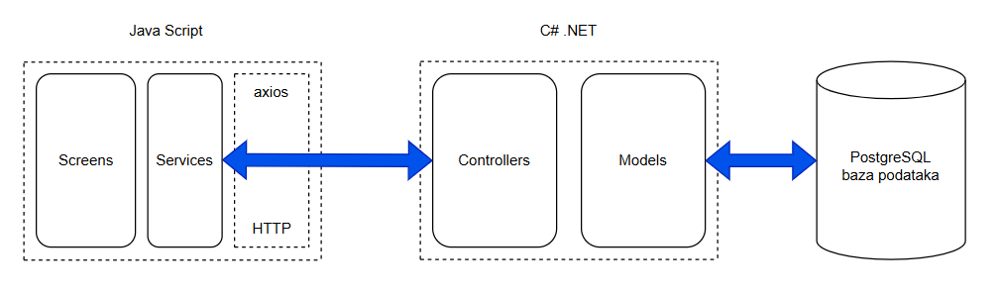 Java Script
C# .NET
axios
Screens
Services
HTTP
Controllers
Models
PostgreSQL
baza podataka